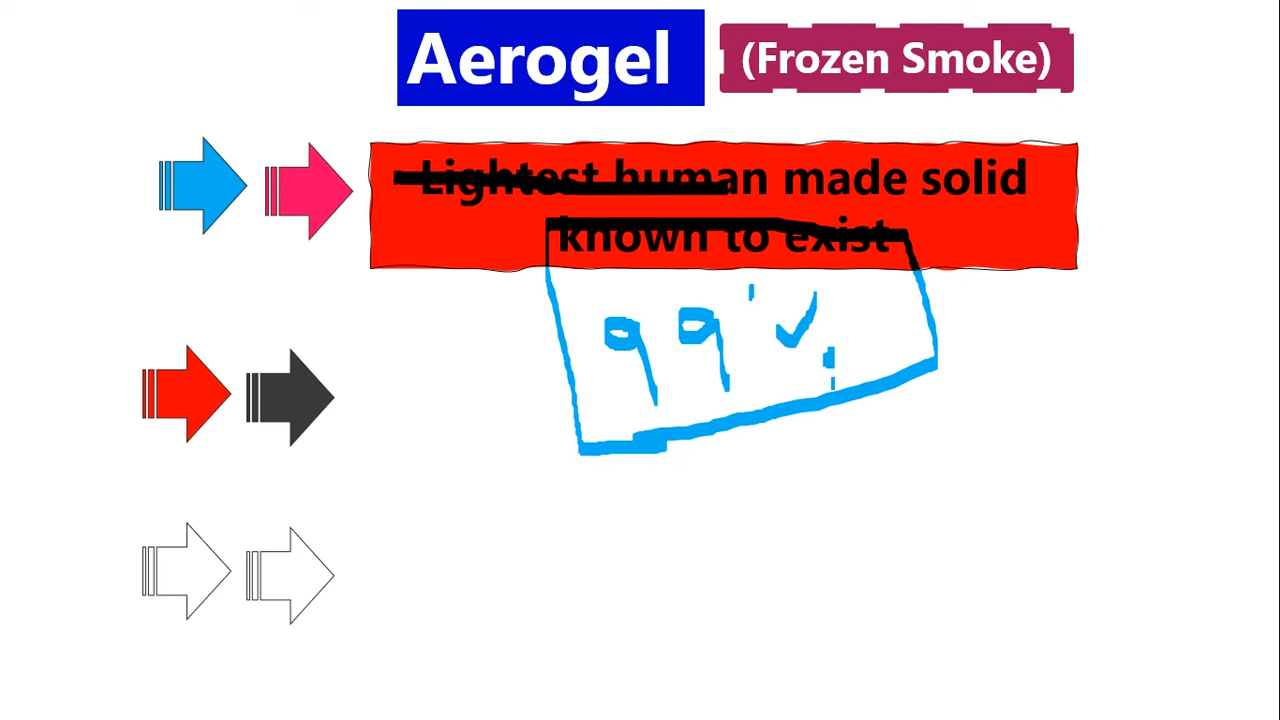 Aerogel (Frozen Smoke)
Lightest human made solid
known to exist
99